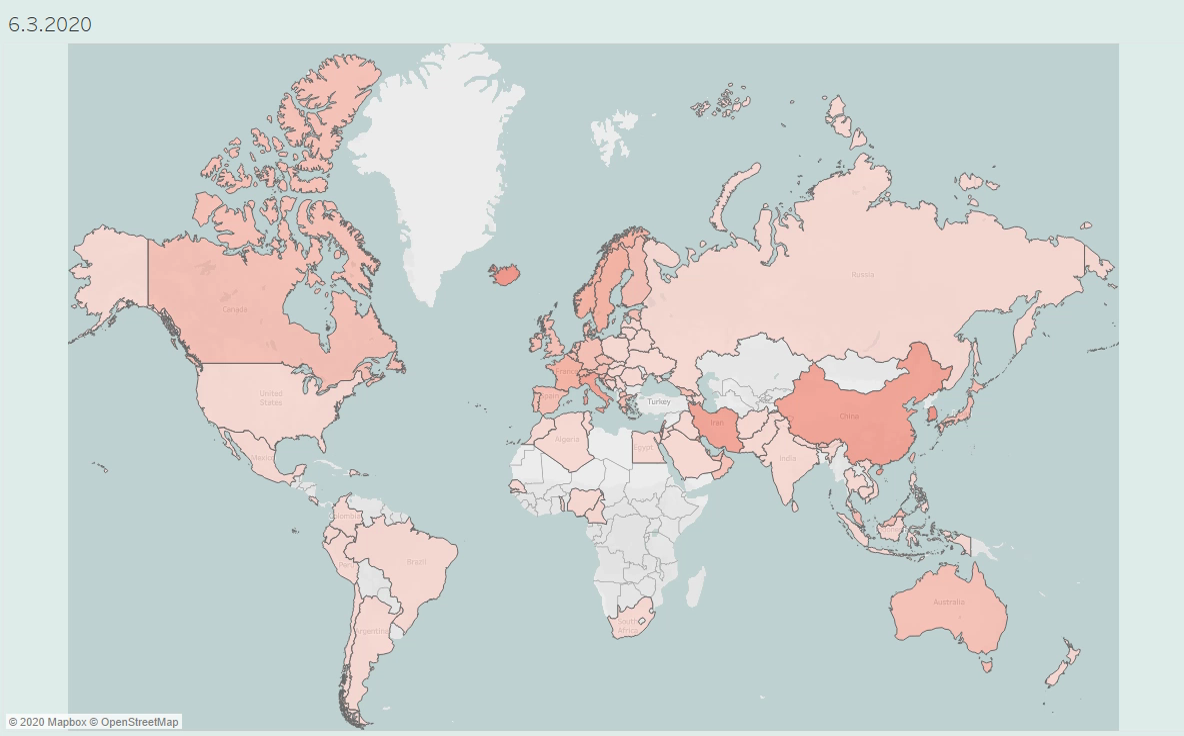 6.3.2020
Russia
Canada
France
Spain
United
States
Turkey
China
Iran
Algeria
Egypt
Mexico
India
Colombia
Peru
Brazil
Australia
South
Africa
Argentina
© 2020 Mapbox © OpenStreetMap